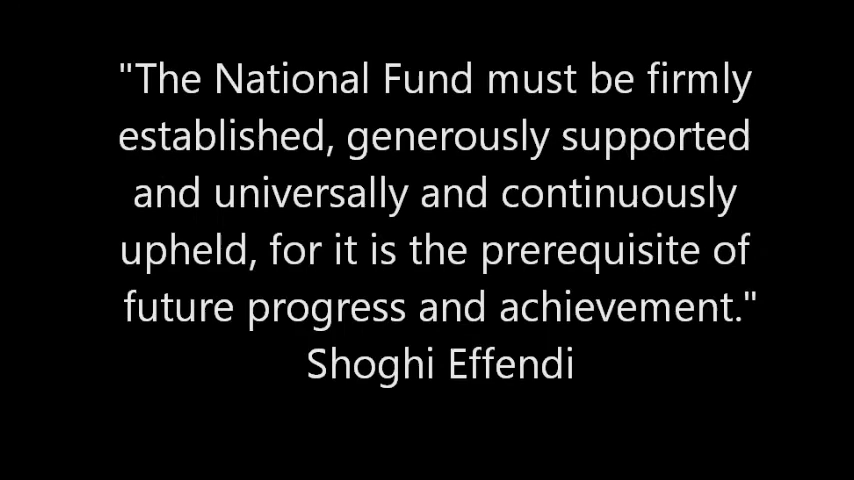 "The National Fund must be firmly
established, generously supported
and universally and continuously
upheld, for it is the prerequisite of
future progress and achievement."
Shoghi Effendi